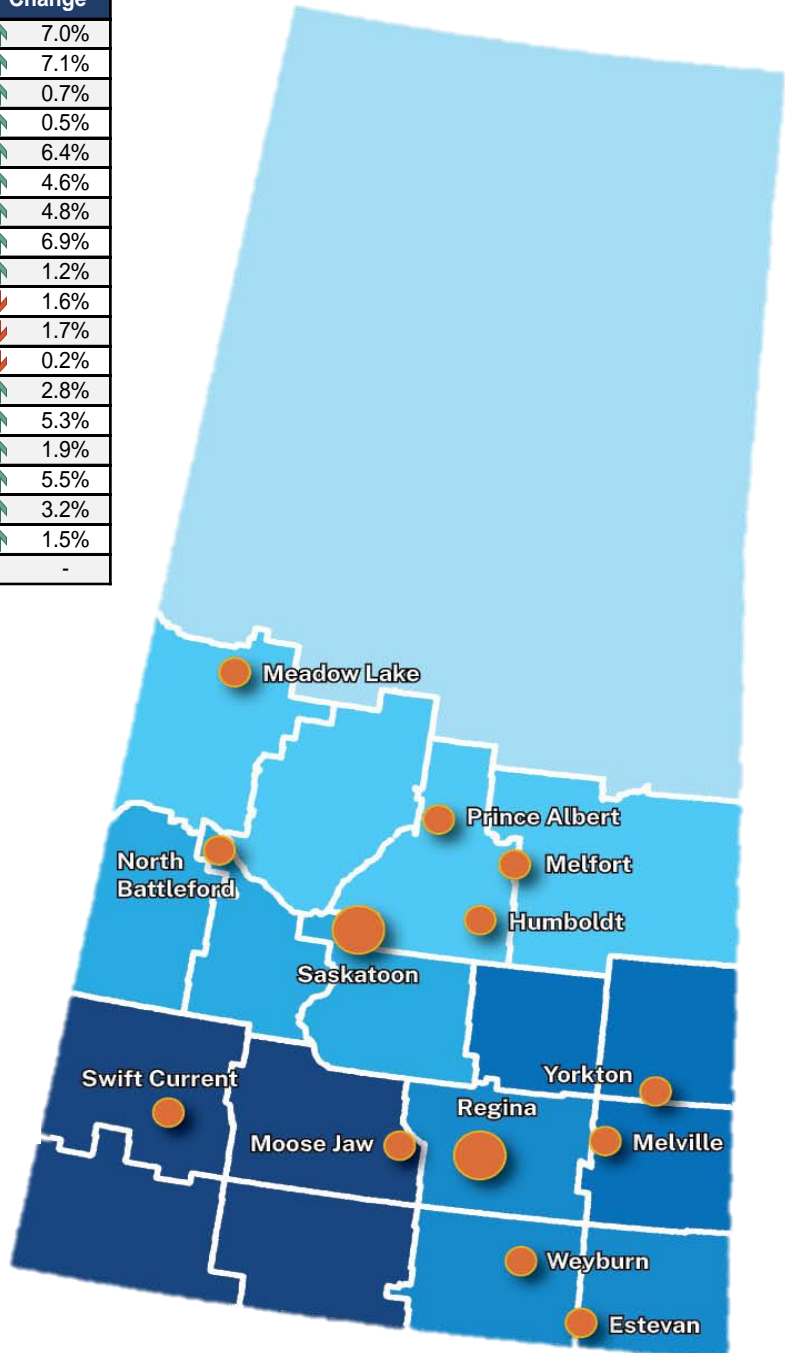 Change
7.0%
7.1%
0.7%
0.5%
6.4%
4.6%
4.8%
6.9%
1.2%
1.6%
1.7%
0.2%
2.8%
5.3%
1.9%
5.5%
3.2%
1.5%
-
Meadow Lake
Prince Albert
North
Battleford
Melfort
Humboldt
Saskatoon
Swift Current
Yorkton
Regina
Moose Jaw
Melville
Weyburn
Estevan